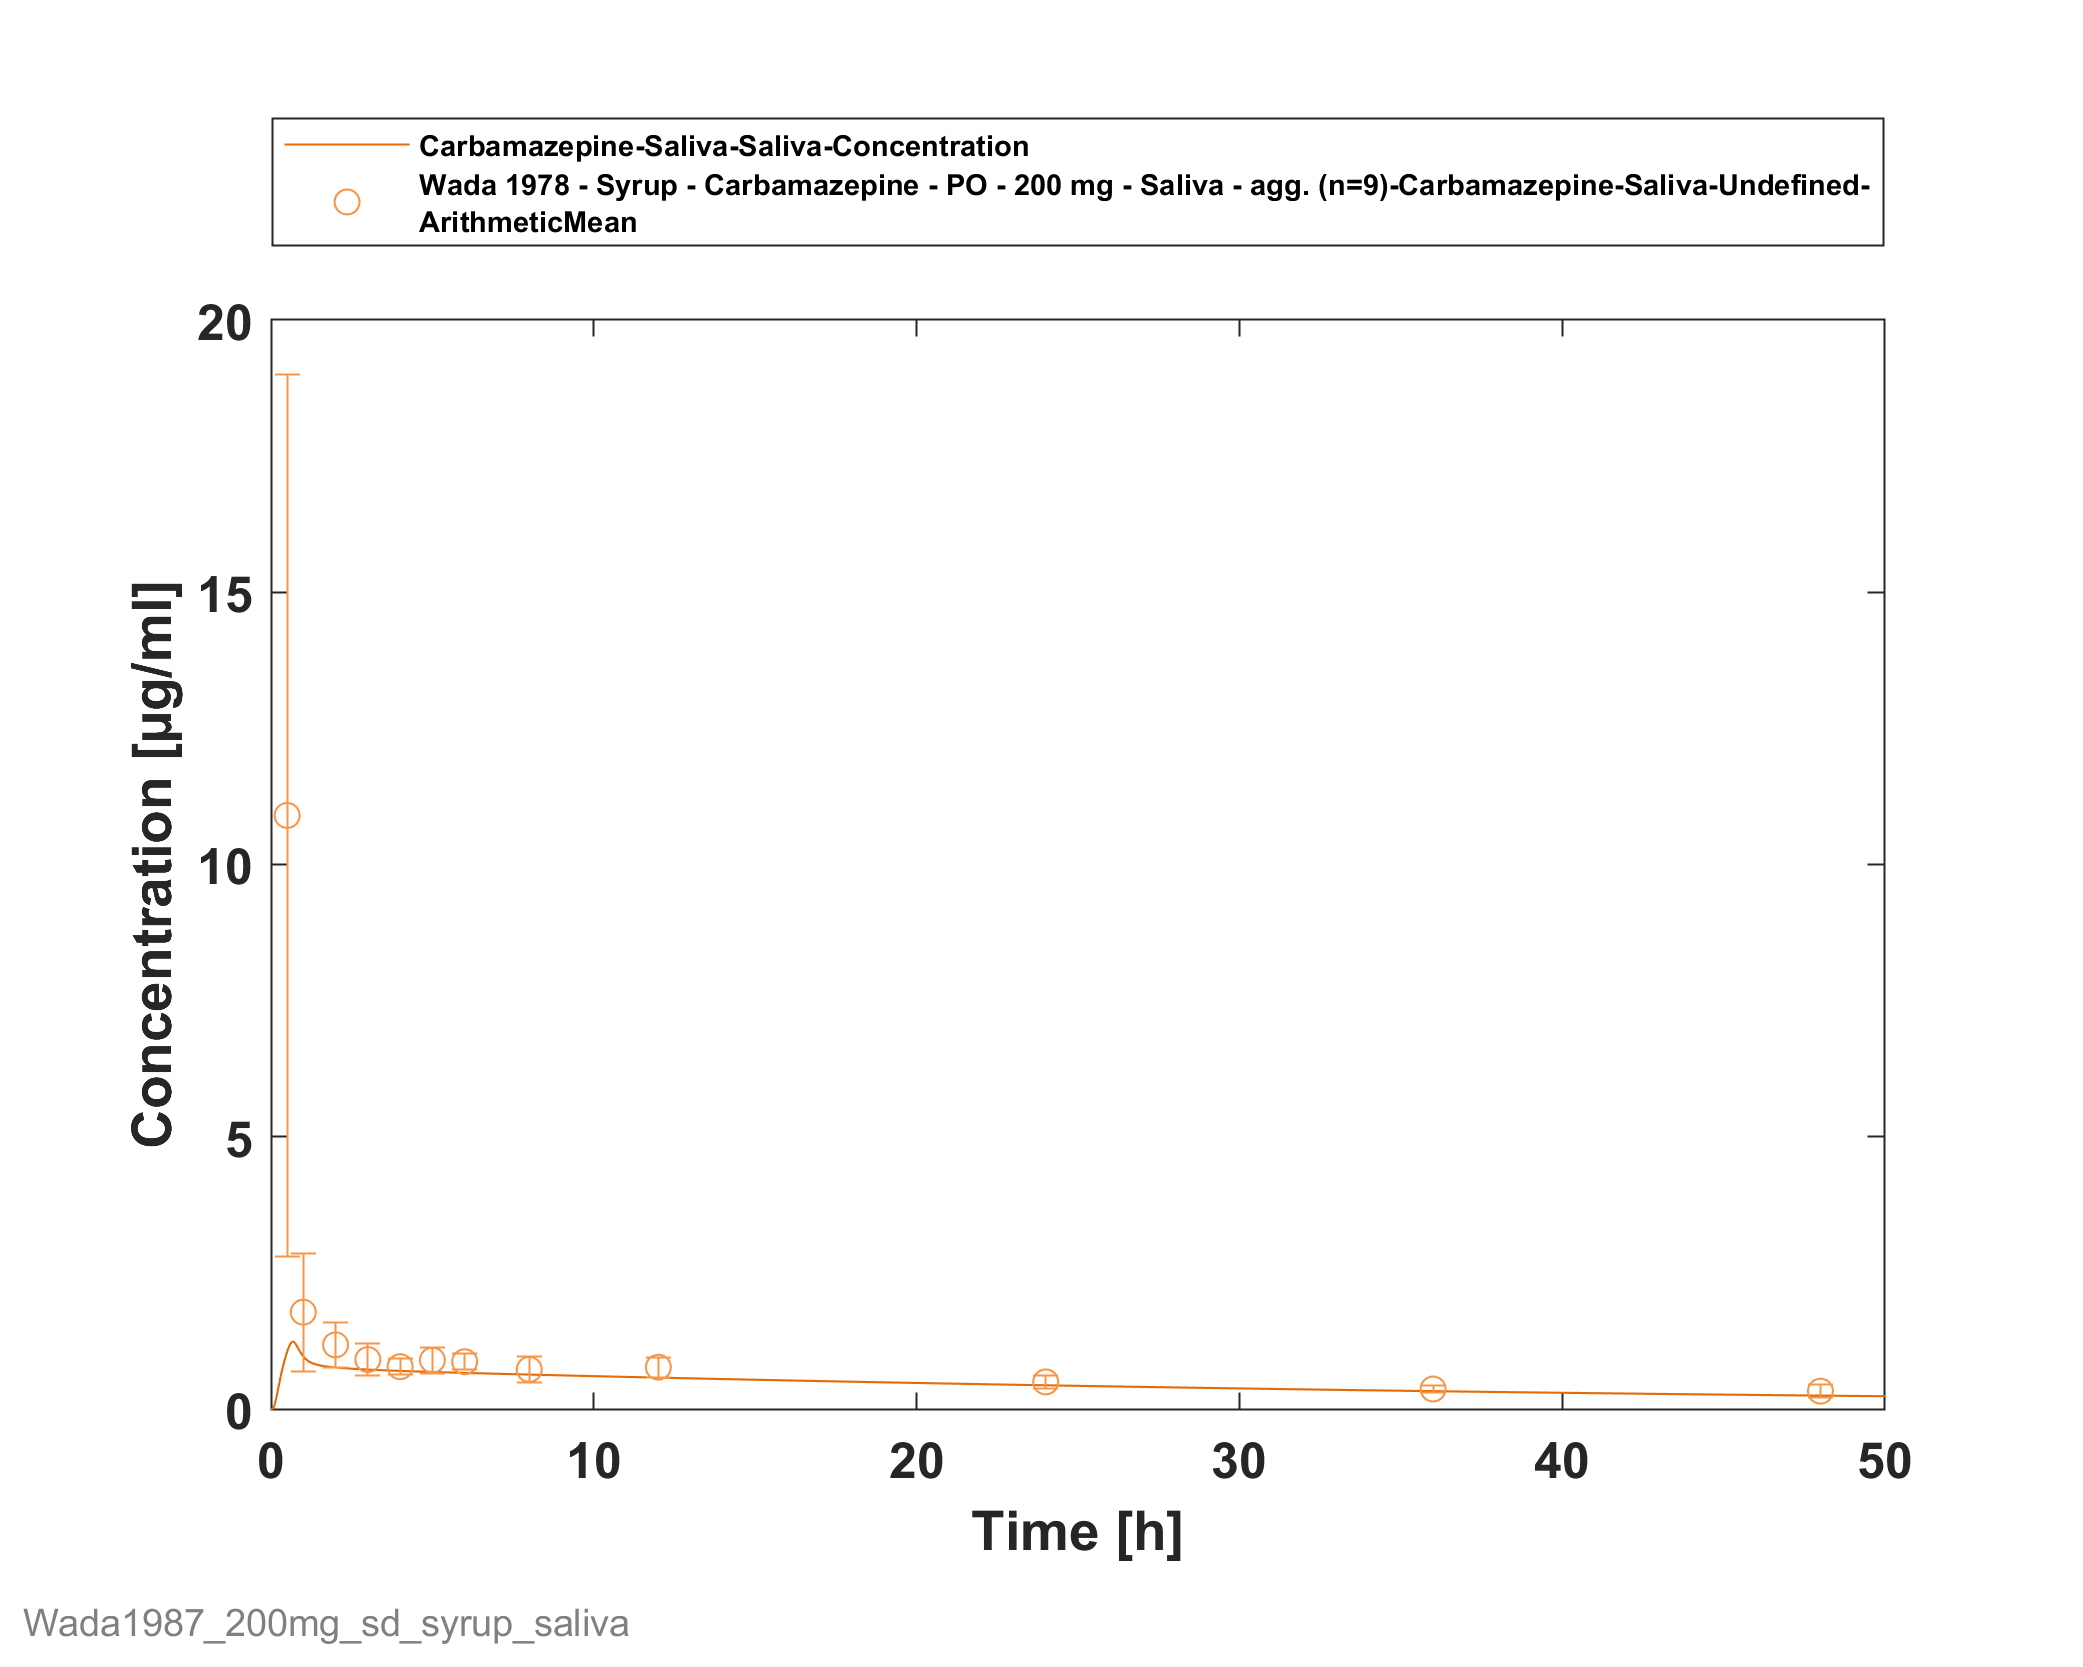 Carbamazepine-Saliva-Saliva-Concentration
Wada 1978 - Syrup - Carbamazepine - PO - 200 mg - Saliva - agg. (n=9)-Carbamazepine-Saliva-Undefined-
ArithmeticMean
20
15
10
5
0
Concentration [µg/ml]
0 10 20 30 40 50
Time [h]
Wada1987_200mg_sd_syrup_saliva